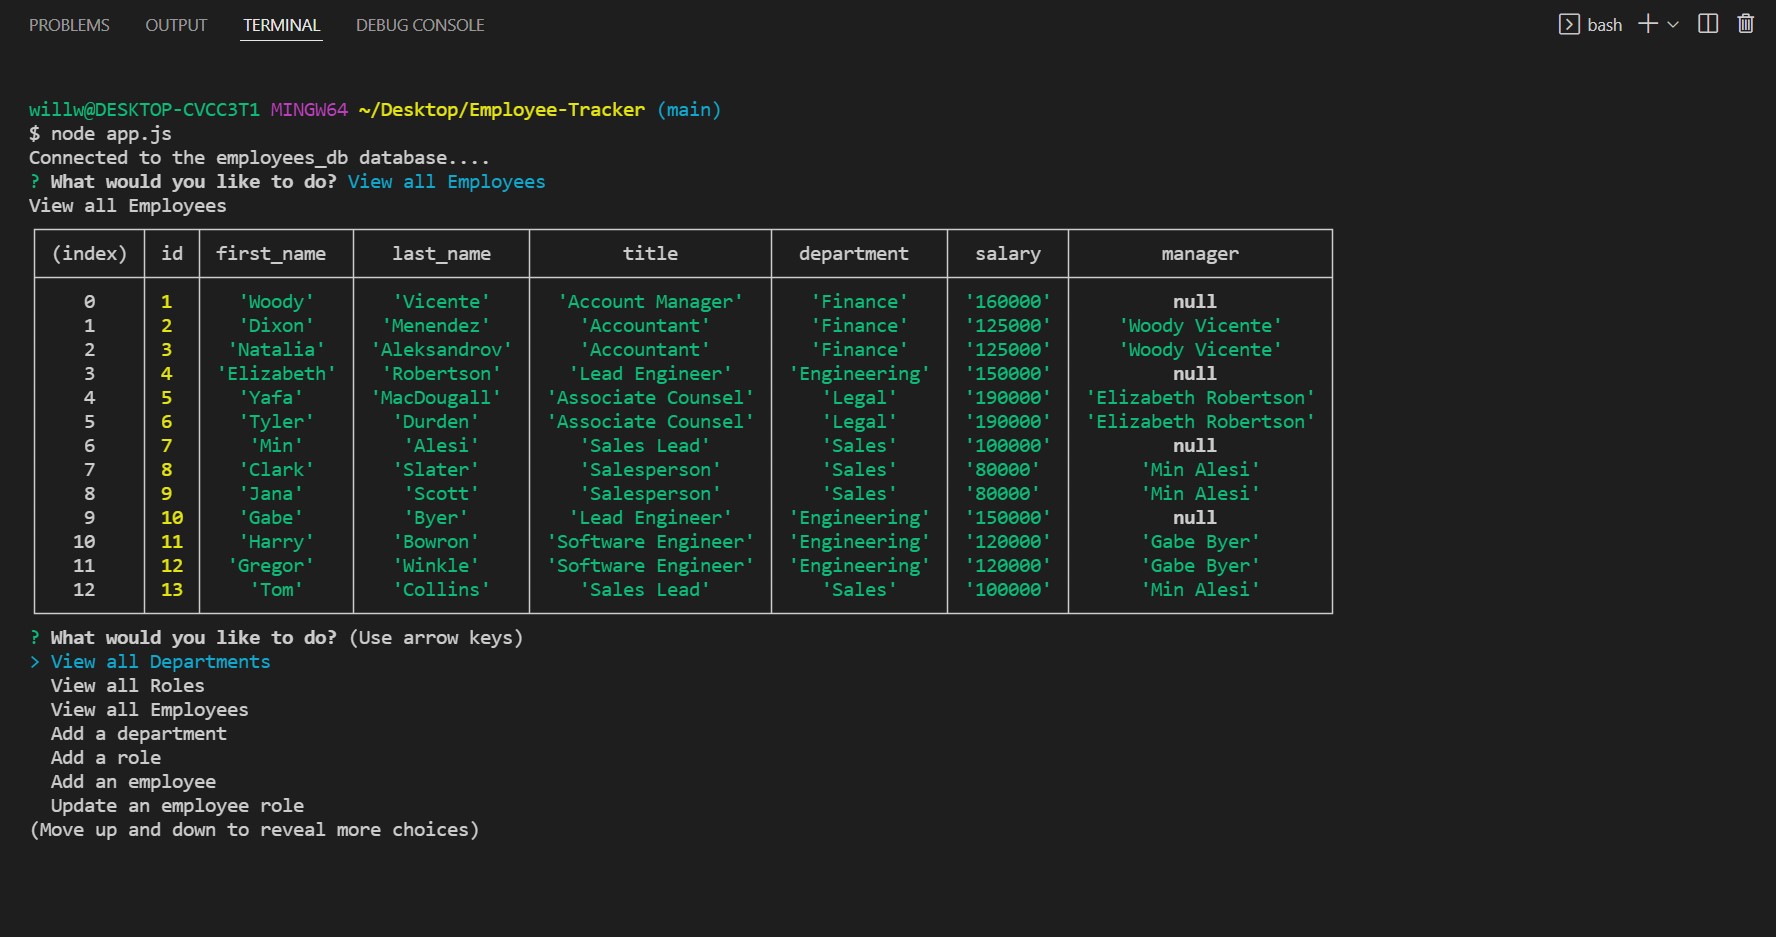 PROBLEMS OUTPUT TERMINAL DEBUG CONSOLE bash
willw@DESKTOP-CVCC3T1 MINGW64 ~/Desktop/Employee-Tracker (main)
$ node app.js
Connected to the employees_db database....
? What would you like to do? View all Employees
View all Employees
(index) id first_name last_name title department salary manager
0 1 'Woody' 'Vicente' 'Account Manager' 'Finance' '160000' null
1 2 'Dixon' 'Menendez' 'Accountant' 'Finance' '125000' 'Woody Vicente'
2 3 'Natalia' 'Aleksandrov' 'Accountant' 'Finance' '125000' 'Woody Vicente'
3 4 'Elizabeth' 'Robertson' 'Lead Engineer' 'Engineering' '150000' null
4 5 'Yafa' 'MacDougall' 'Associate Counsel' 'Legal' '190000' 'Elizabeth Robertson'
5 6 'Tyler' 'Durden' 'Associate Counsel' 'Legal' '190000' 'Elizabeth Robertson'
6 7 'Min' 'Alesi' 'Sales Lead' 'Sales' '100000' null
7 8 'Clark' 'Slater' 'Salesperson' 'Sales' '80000' 'Min Alesi'
8 9 'Jana' 'Scott' 'Salesperson' 'Sales' '80000' 'Min Alesi'
9 10 'Gabe' 'Byer' 'Lead Engineer' 'Engineering' '150000' null
10 11 'Harry' 'Bowron' 'Software Engineer' 'Engineering' '120000' 'Gabe Byer'
11 12 'Gregor' 'Winkle' 'Software Engineer' 'Engineering' '120000' 'Gabe Byer'
12 13 'Tom' 'Collins' 'Sales Lead' 'Sales' '100000' 'Min Alesi'
? What would you like to do? (Use arrow keys)
> View all Departments
View all Roles
View all Employees
Add a department
Add a role
Add an employee
Update an employee role
(Move up and down to reveal more choices)